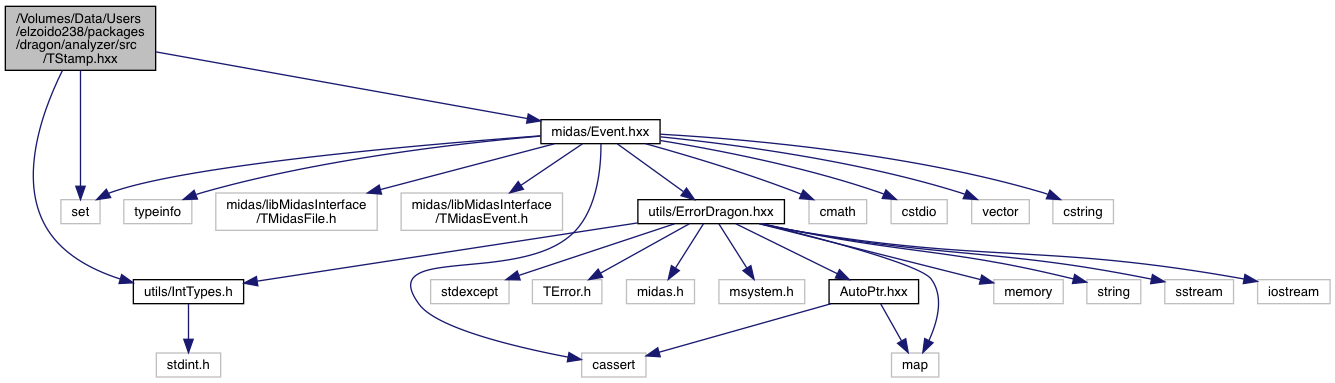 /Volumes/Data/Users
/elzoido238/packages
/dragon/analyzer/src
/TStamp.hxx
midas/Event.hxx
set
typeinfo
midas/libMidasInterface
/TMidasFile.h
midas/libMidasInterface
/TMidasEvent.h
utils/ErrorDragon.hxx
cmath
cstdio
vector
cstring
utils/IntTypes.h
stdexcept
TError.h
midas.h
msystem.h
AutoPtr.hxx
memory
string
sstream
iostream
stdint.h
cassert
map